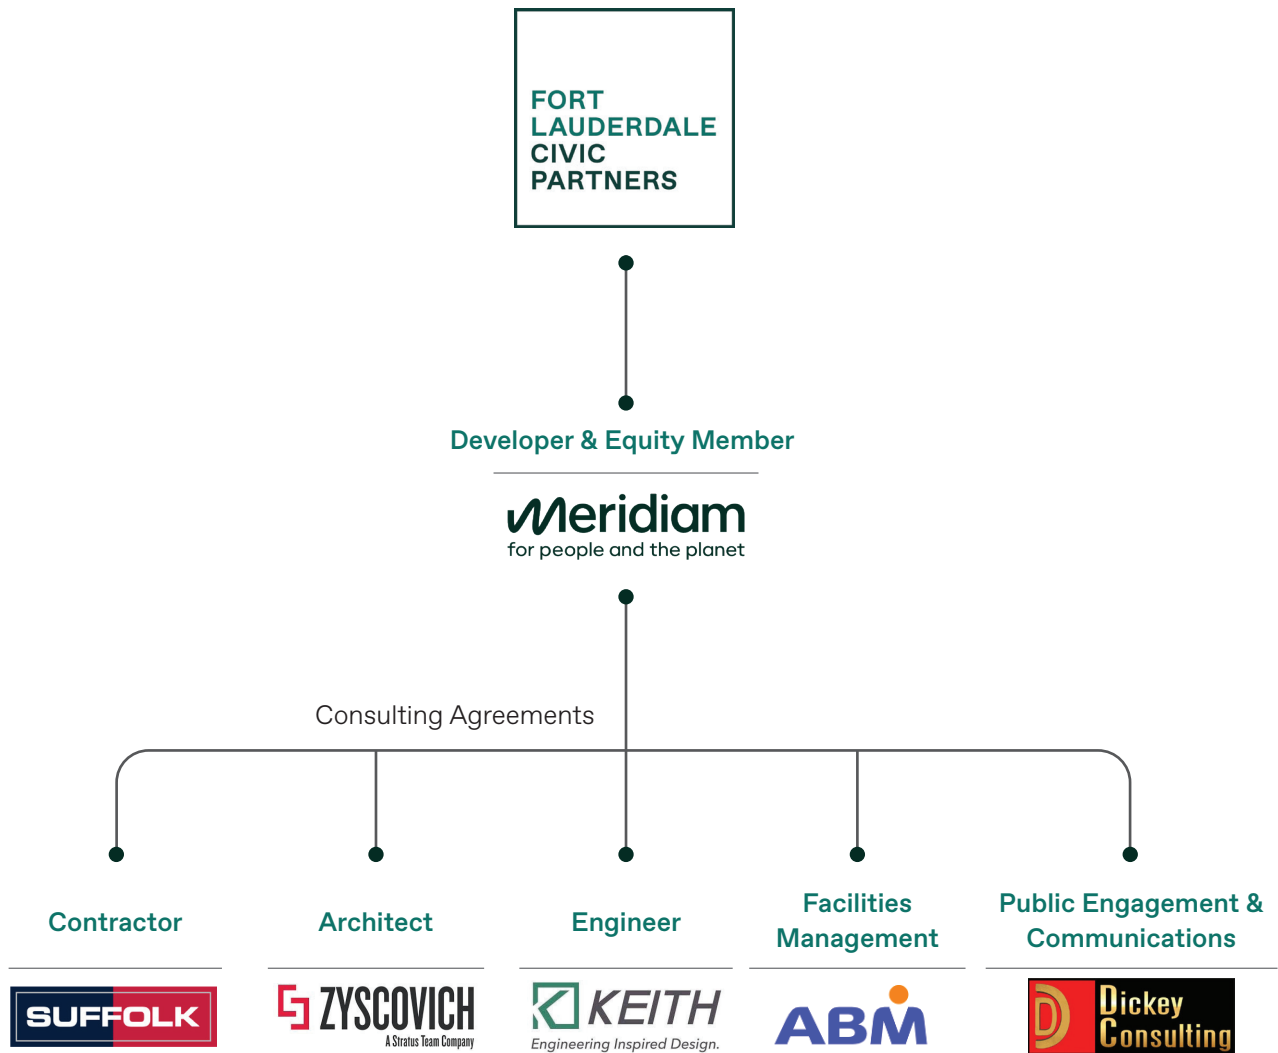 FORT
LAUDERDALE
CIVIC
PARTNERS
Developer & Equity Member
Meridiam
for people and the planet
Consulting Agreements
Contractor
SUFFOLK
Architect
ZYSCOVICH
A Stratus Team Company
Engineer
KEITH
Engineering Inspired Design.
Facilities
Management
ABM
Public Engagement &
Communications
Dickey
Consulting